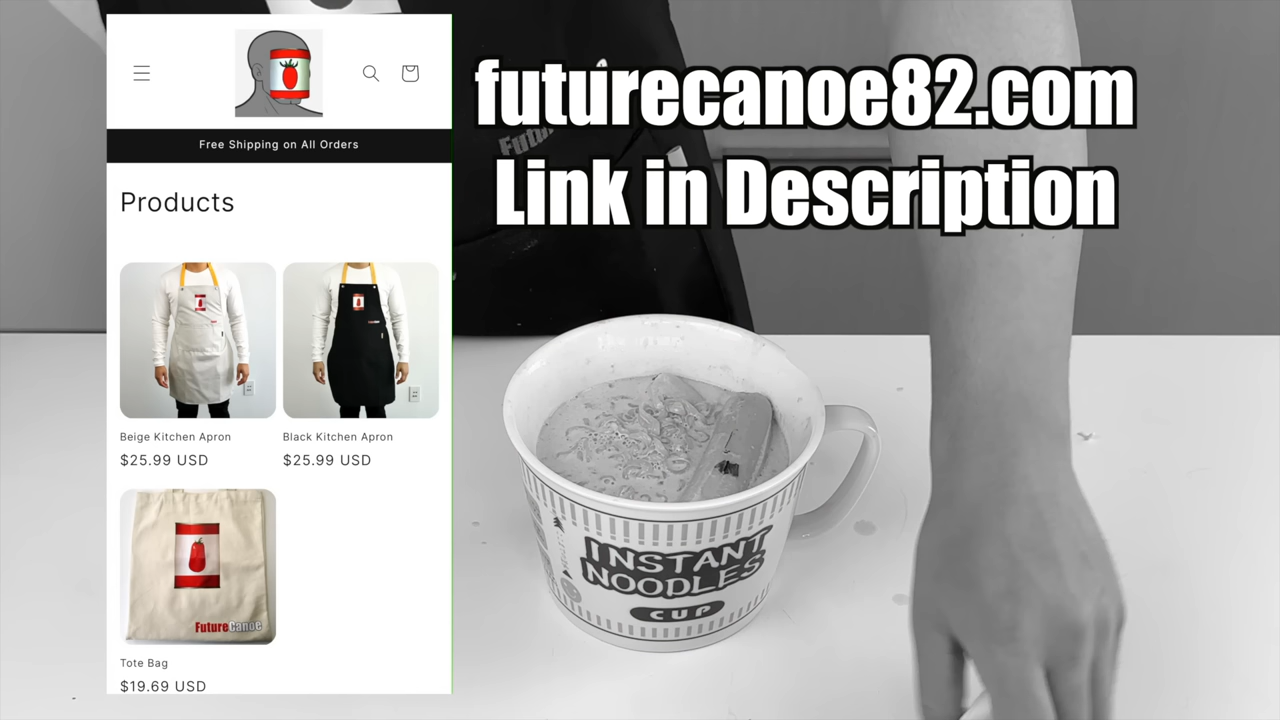 futurecanoe82.com
Link in Description
Free Shipping on All Orders
Products
Beige Kitchen Apron
$25.99 USD
Black Kitchen Apron
$25.99 USD
FutureCanoe
Tote Bag
$19.69 USD
INSTANT
NOODLES
CUP